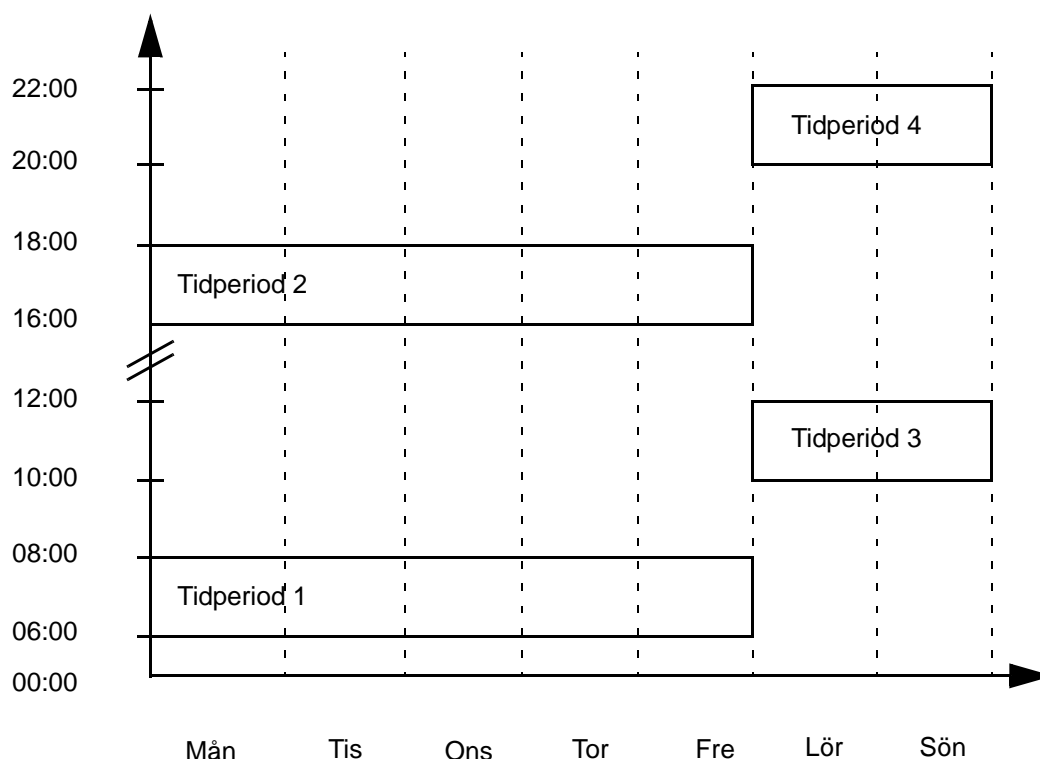 22:00
Tidperiod 4
20:00
18:00
Tidperiod 2
16:00
12:00
Tidperiod 3
10:00
08:00
Tidperiod 1
06:00
00:00
Mån Tis Ons Tor Fre Lör Sön